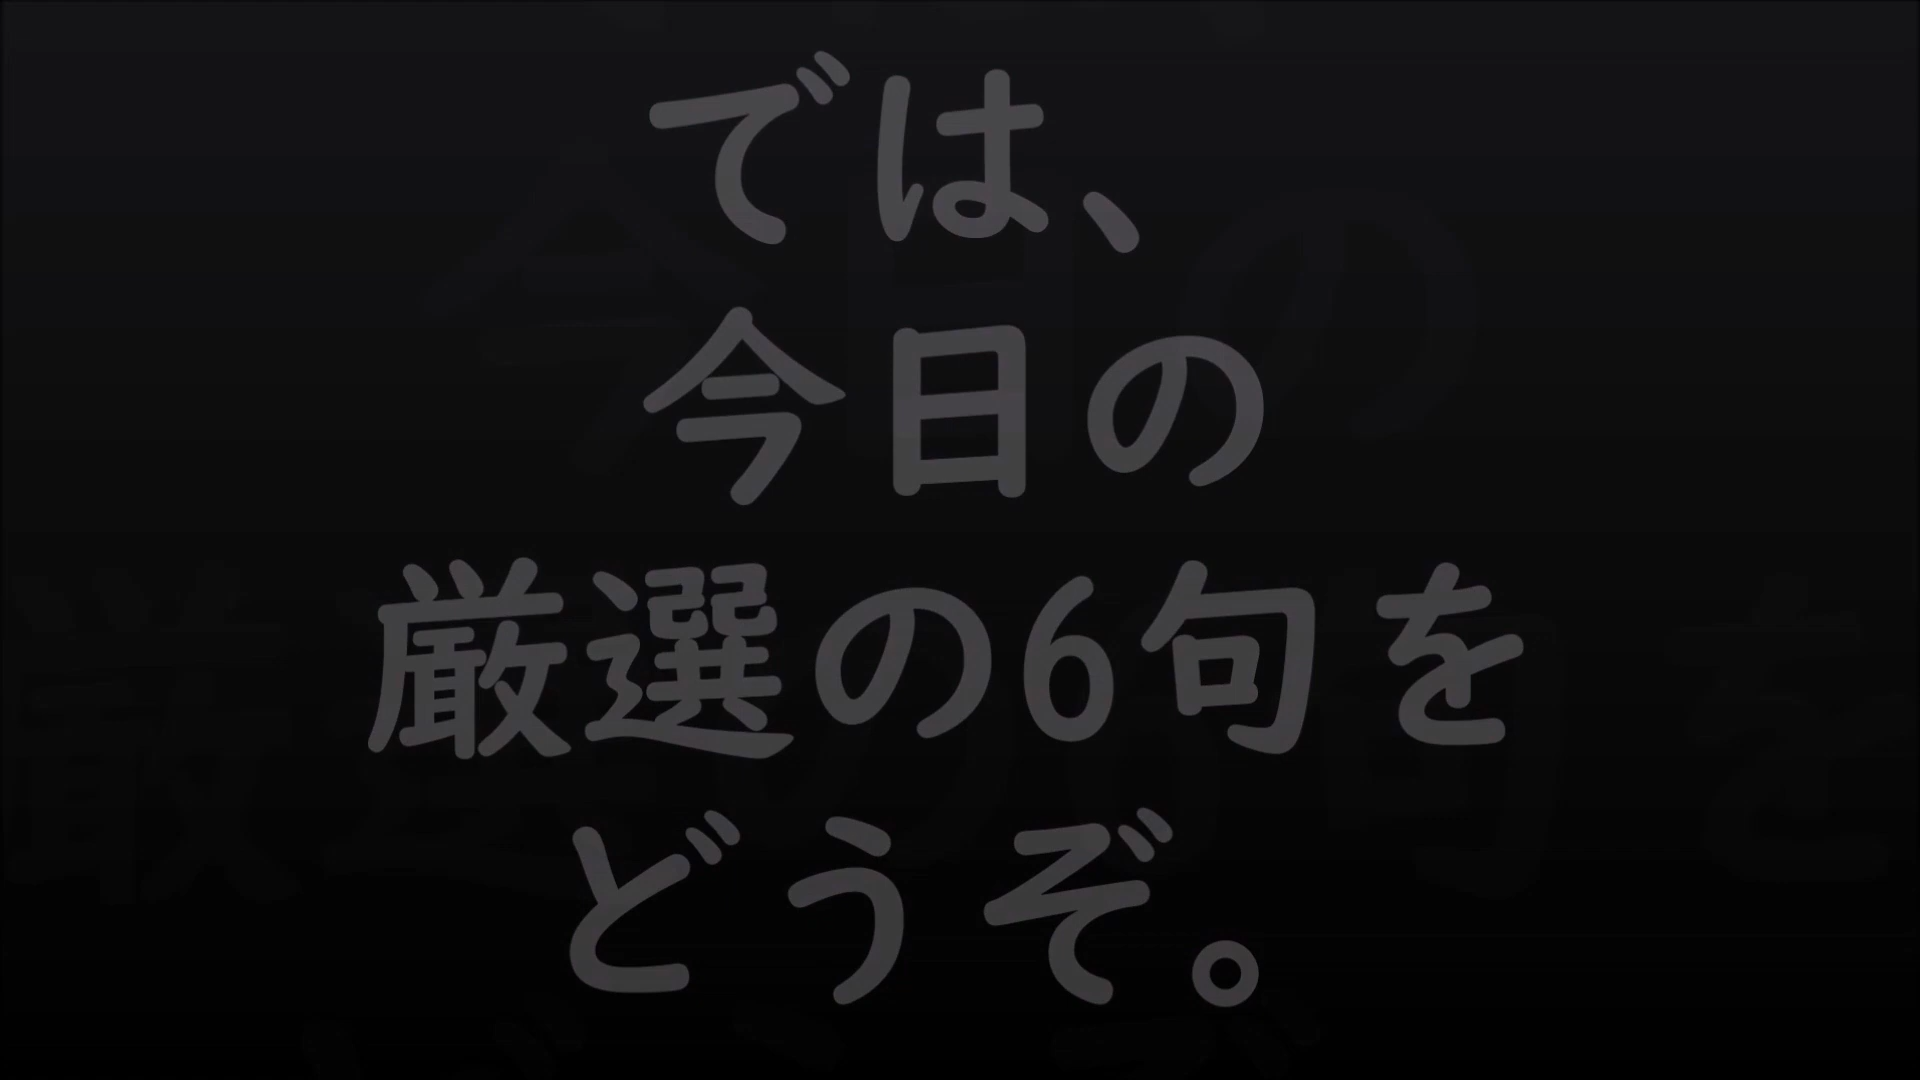 では、
今日の
厳選の6句を
どうぞ。